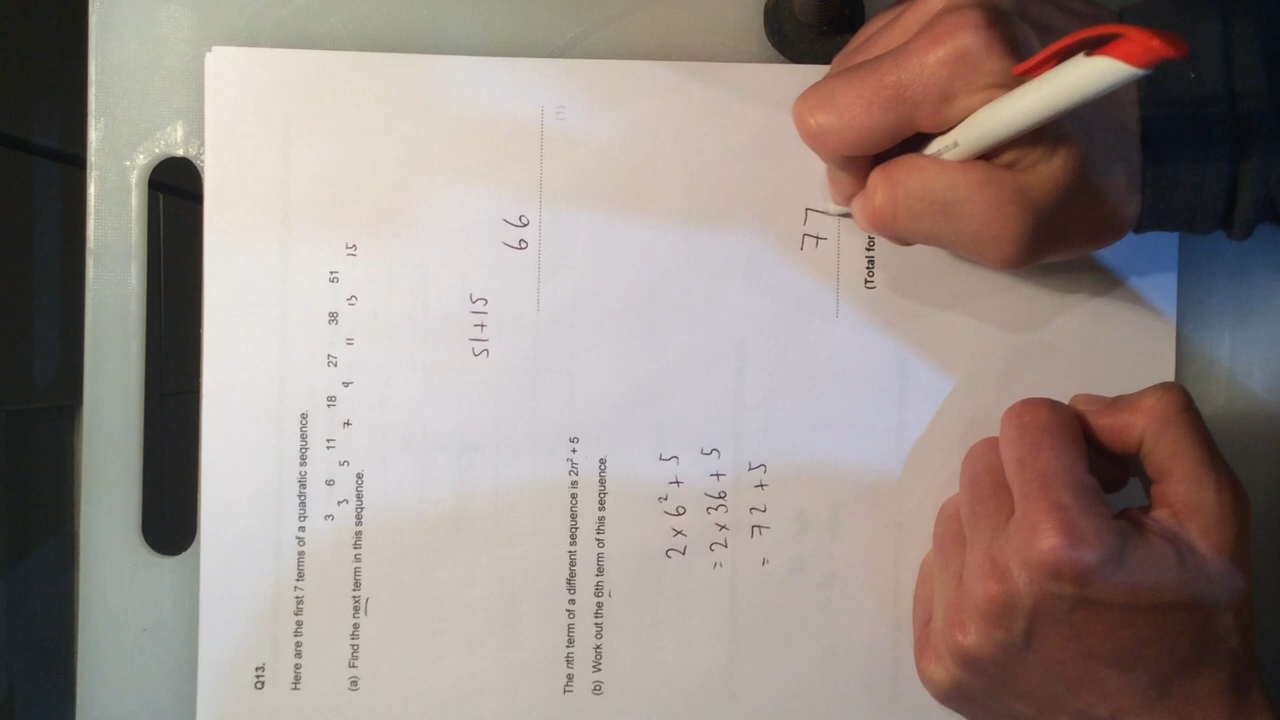 Q13.
Here are the first 7 terms of a quadratic sequence.
3 6 11 18 27 38 51
3 5 7 9 11 13 15
(a) Find the next term in this sequence.
51+15
66
(1)
The nth term of a different sequence is 2n² + 5
(b) Work out the 6th term of this sequence.
2 × 6² + 5
= 2 × 36 + 5
= 72 + 5
77
(Total for